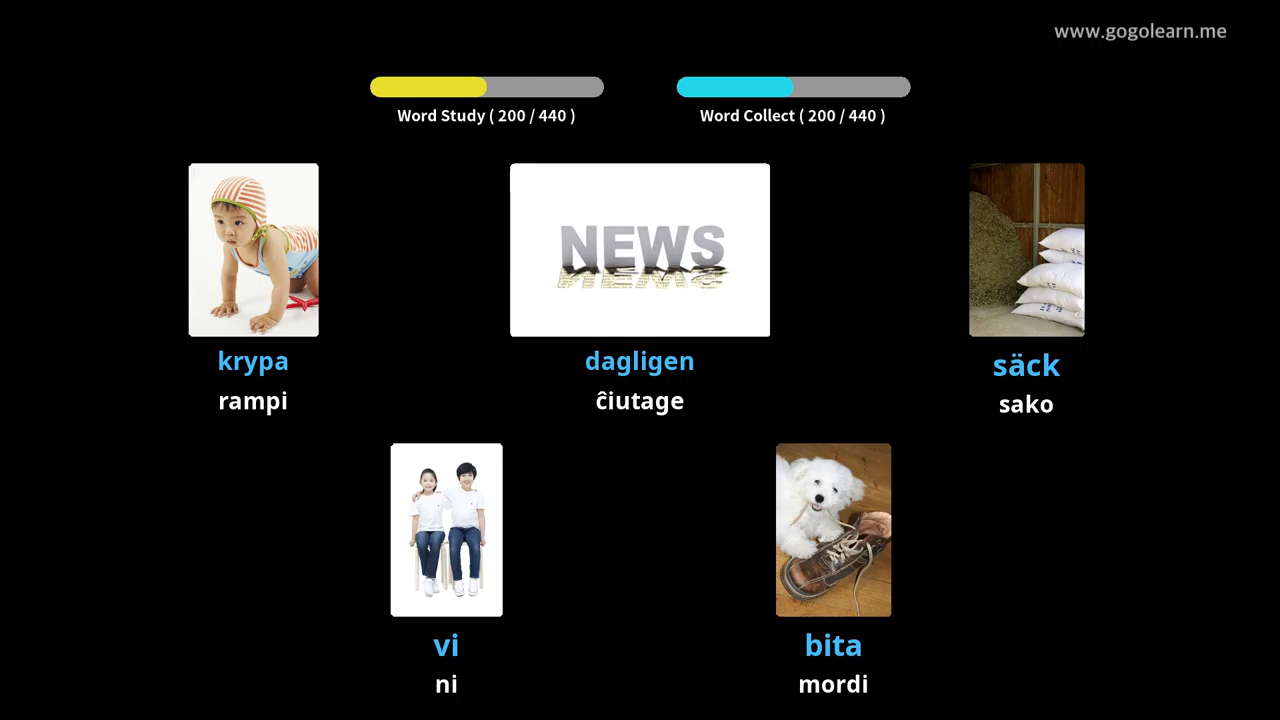 www.gogolearn.me
Word Study ( 200 / 440 )
Word Collect ( 200 / 440 )
NEWS
krypa
rampi
dagligen
ĉiutage
säck
sako
vi
ni
bita
mordi